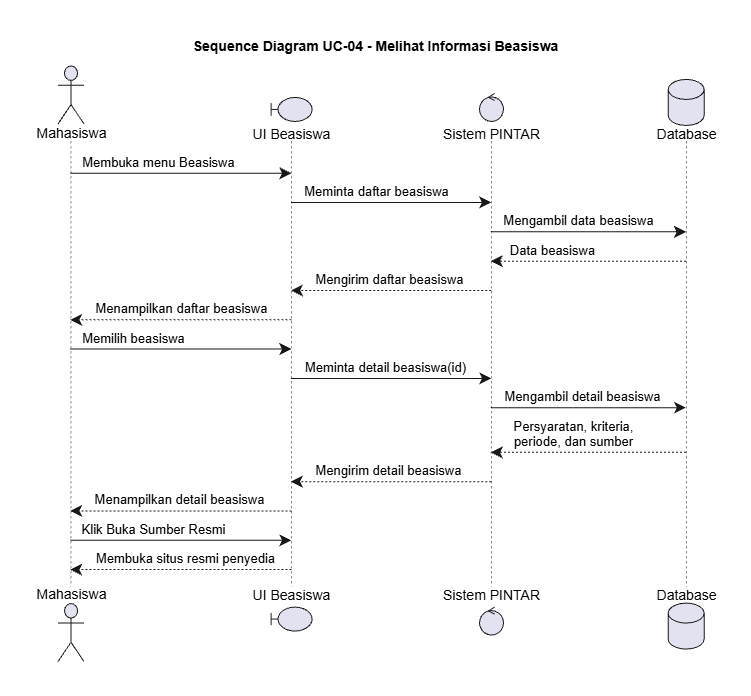 Sequence Diagram UC-04 - Melihat Informasi Beasiswa
Mahasiswa
UI Beasiswa
Sistem PINTAR
Database
Membuka menu Beasiswa
Meminta daftar beasiswa
Mengambil data beasiswa
Data beasiswa
Mengirim daftar beasiswa
Menampilkan daftar beasiswa
Memilih beasiswa
Meminta detail beasiswa(id)
Mengambil detail beasiswa
Persyaratan, kriteria,
periode, dan sumber
Mengirim detail beasiswa
Menampilkan detail beasiswa
Klik Buka Sumber Resmi
Membuka situs resmi penyedia
Mahasiswa
UI Beasiswa
Sistem PINTAR
Database